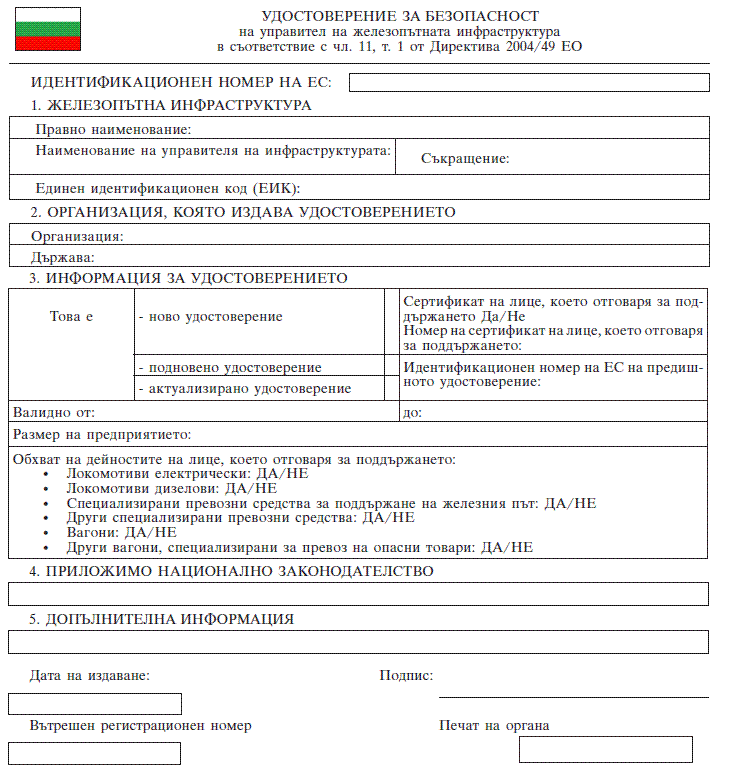 УДОСТОВЕРЕНИЕ ЗА БЕЗОПАСНОСТ
на управител на железопътната инфраструктура
в съответствие с чл. 11, т. 1 от Директива 2004/49 ЕО
ИДЕНТИФИКАЦИОНЕН НОМЕР НА ЕС:
1. ЖЕЛЕЗОПЪТНА ИНФРАСТРУКТУРА
Правно наименование:
Наименование на управителя на инфраструктурата:
Съкращение:
Единен идентификационен код (ЕИК):
2. ОРГАНИЗАЦИЯ, КОЯТО ИЗДАВА УДОСТОВЕРЕНИЕТО
Организация:
Държава:
3. ИНФОРМАЦИЯ ЗА УДОСТОВЕРЕНИЕТО
Това е
- ново удостоверение
Сертификат на лице, което отговаря за под-
държането Да/Не
Номер на сертификат на лице, което отговаря
за поддържането:
- подновено удостоверение
- актуализирано удостоверение
Идентификационен номер на ЕС на предиш-
ното удостоверение:
Валидно от:
до:
Размер на предприятието:
Обхват на дейностите на лице, което отговаря за поддържането:
• Локомотиви електрически: ДА/НЕ
• Локомотиви дизелови: ДА/НЕ
• Специализирани превозни средства за поддържане на железния път: ДА/НЕ
• Други специализирани превозни средства: ДА/НЕ
• Вагони: ДА/НЕ
• Други вагони, специализирани за превоз на опасни товари: ДА/НЕ
4. ПРИЛОЖИМО НАЦИОНАЛНО ЗАКОНОДАТЕЛСТВО
5. ДОПЪЛНИТЕЛНА ИНФОРМАЦИЯ
Дата на издаване:
Подпис:
Вътрешен регистрационен номер
Печат на органа